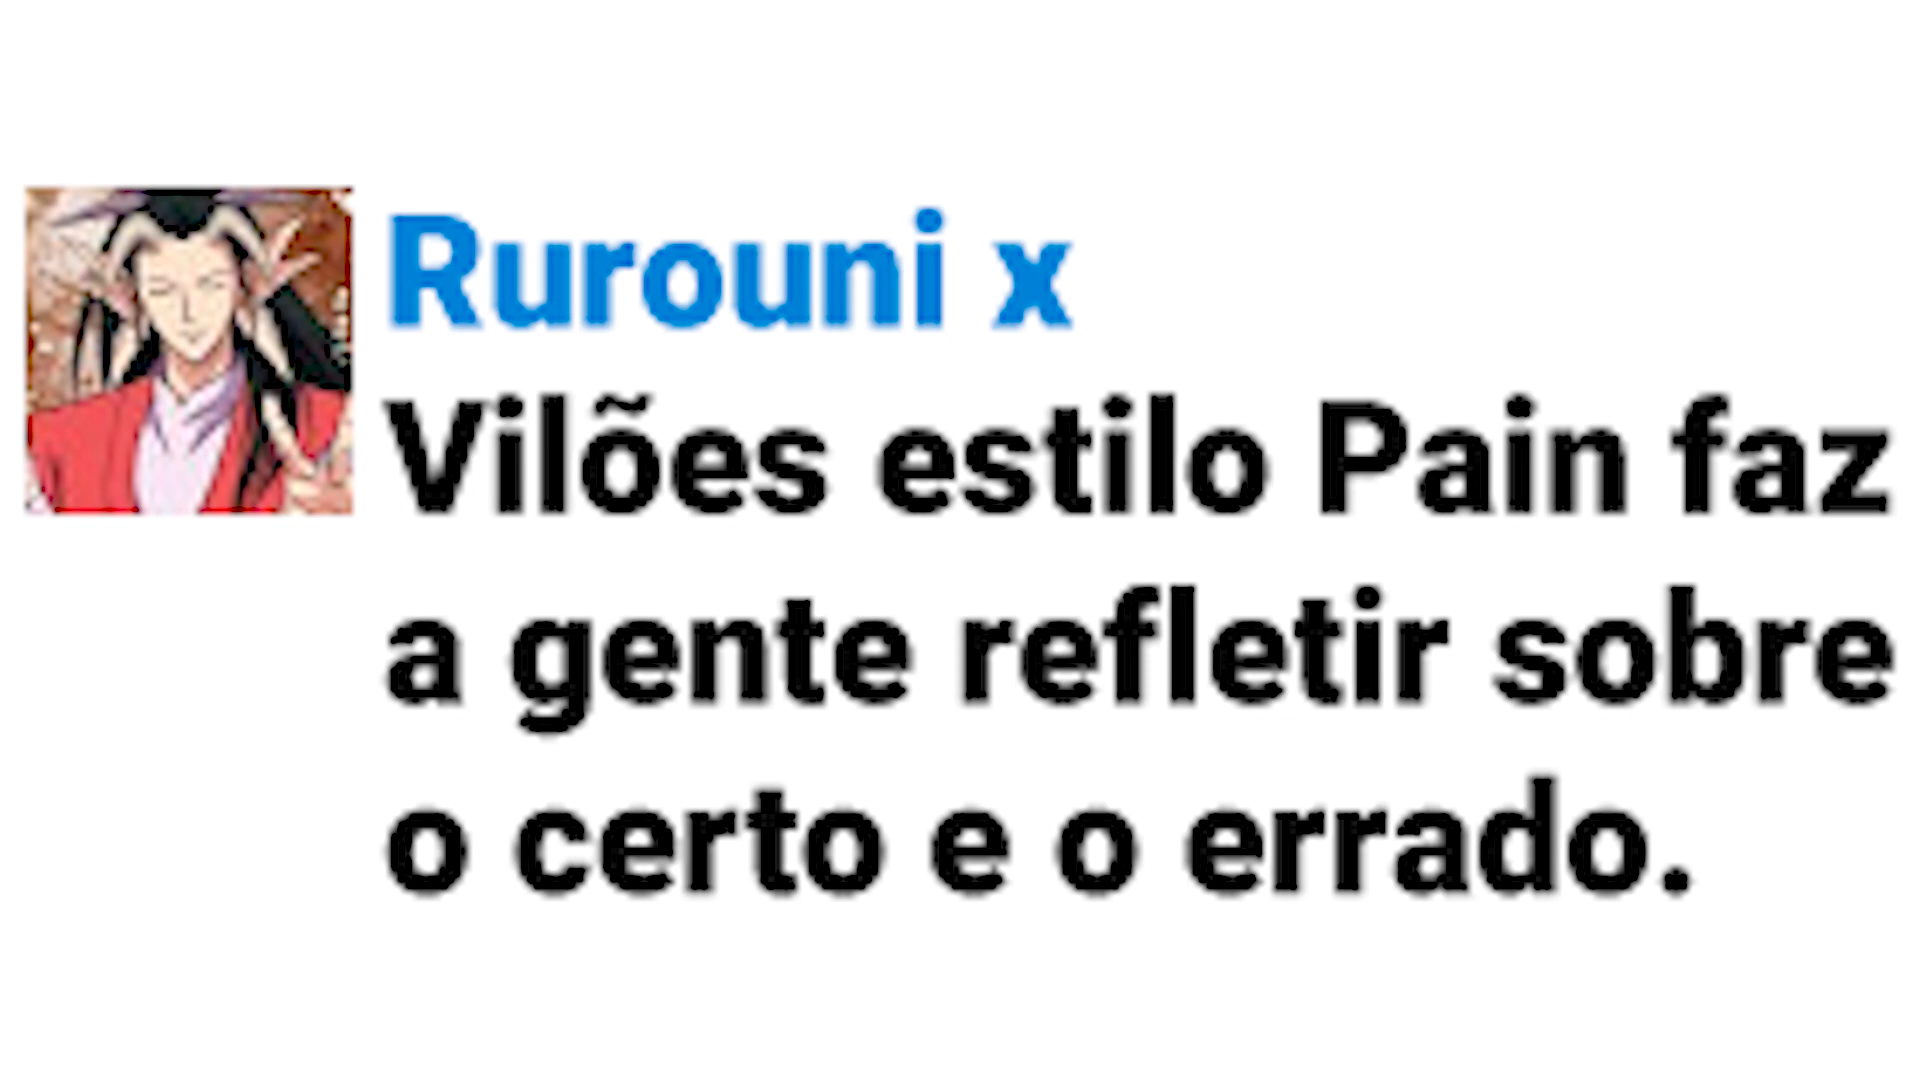 Rurouni x
Vilões estilo Pain faz
a gente refletir sobre
o certo e o errado.